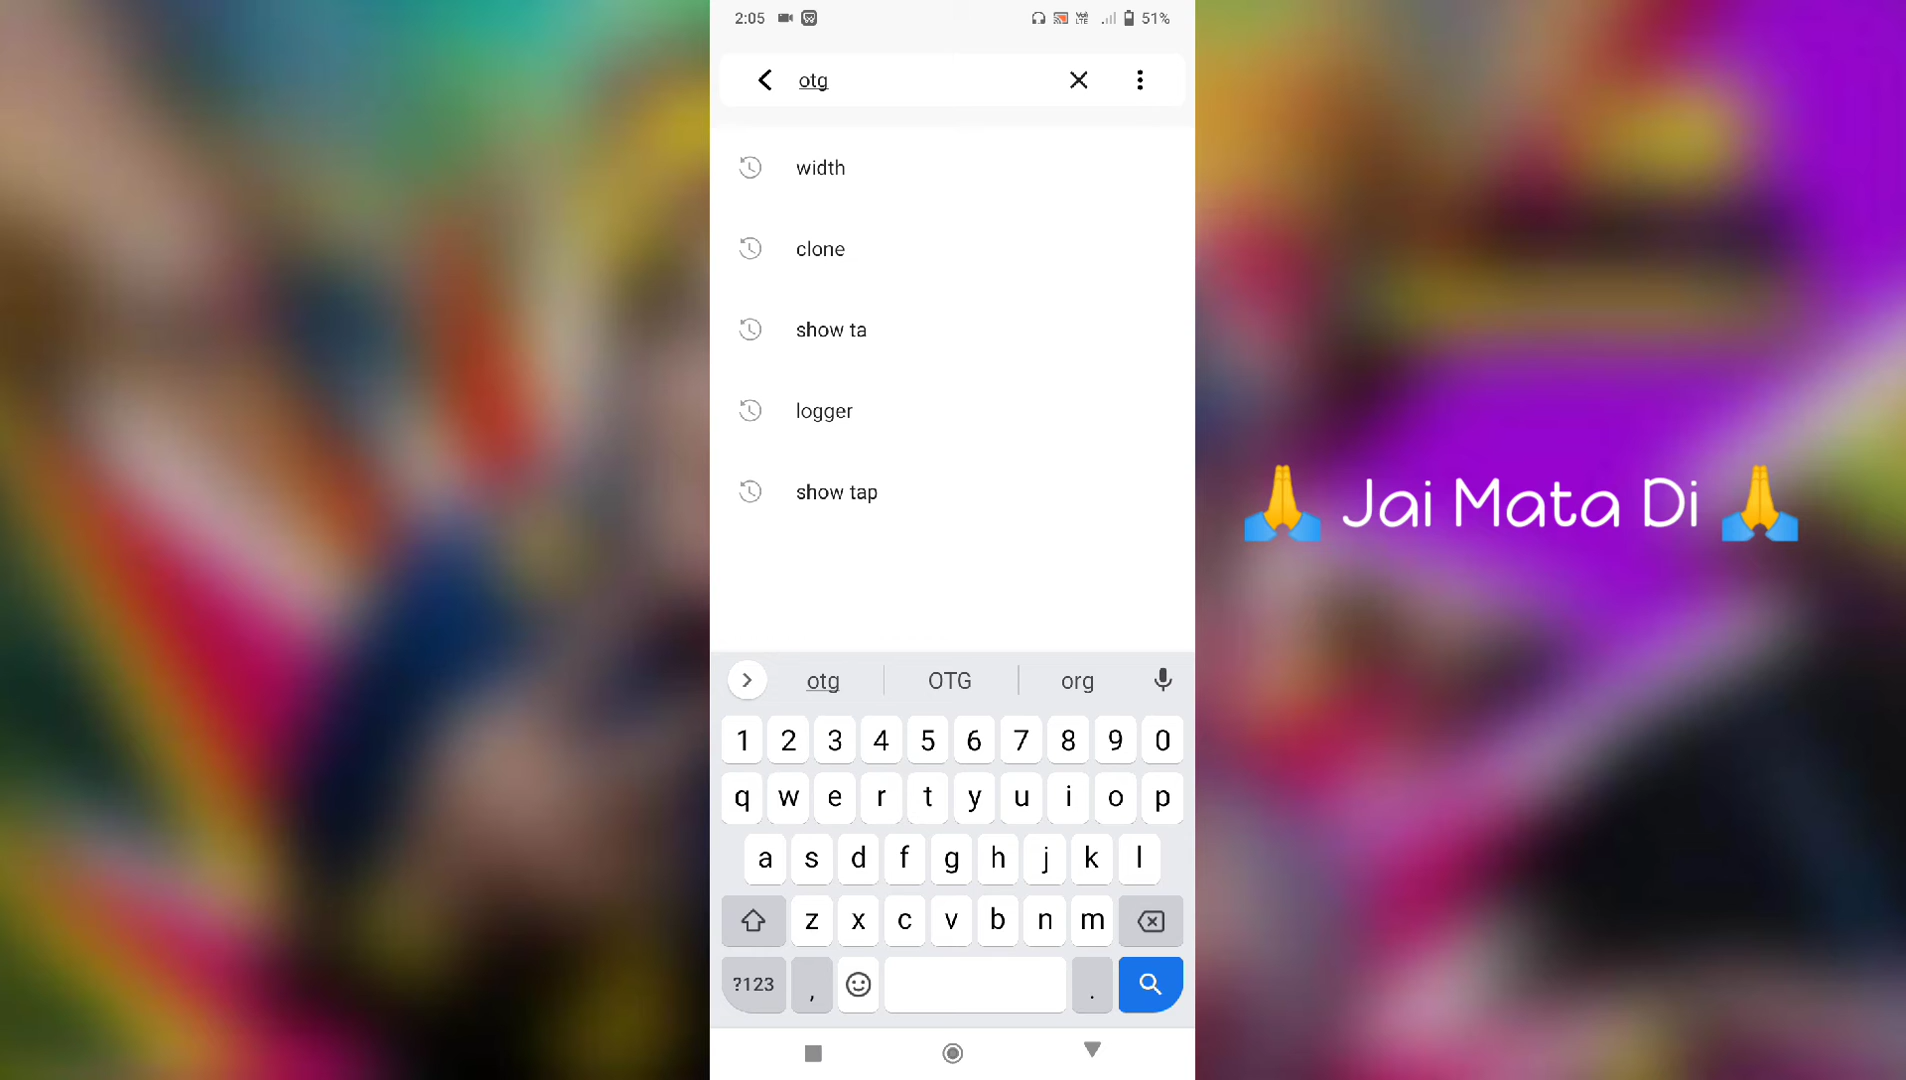 2:05 51%
otg
width
clone
show ta
logger
show tap
otg OTG org
1 2 3 4 5 6 7 8 9 0
q w e r t y u i o p
a s d f g h j k l
z x c v b n m
?123 , .
🙏 Jai Mata Di 🙏